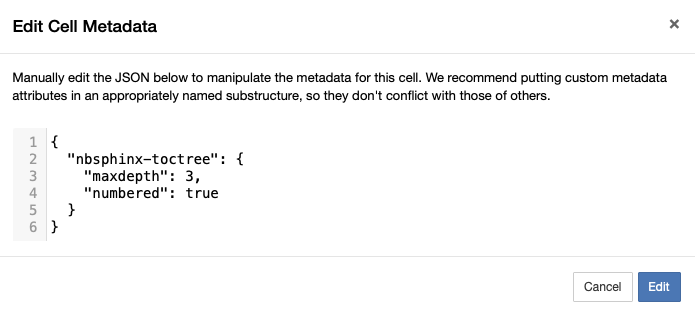 Edit Cell Metadata ×
Manually edit the JSON below to manipulate the metadata for this cell. We recommend putting custom metadata
attributes in an appropriately named substructure, so they don't conflict with those of others.
1 {
2   "nbsphinx-toctree": {
3     "maxdepth": 3,
4     "numbered": true
5   }
6 }
Cancel Edit